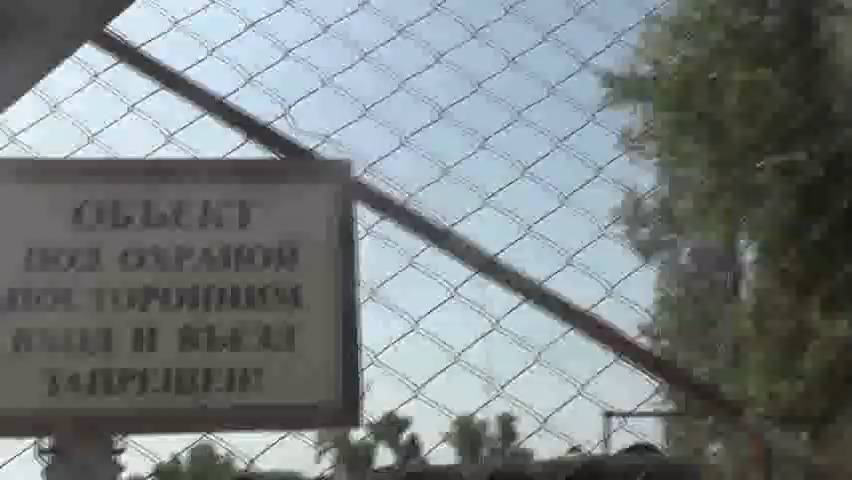 ОБЪЕКТ
ПОД ОХРАНОЙ
ПОСТОРОННИМ
ВХОД И ВЪЕЗД
ЗАПРЕЩЕН!